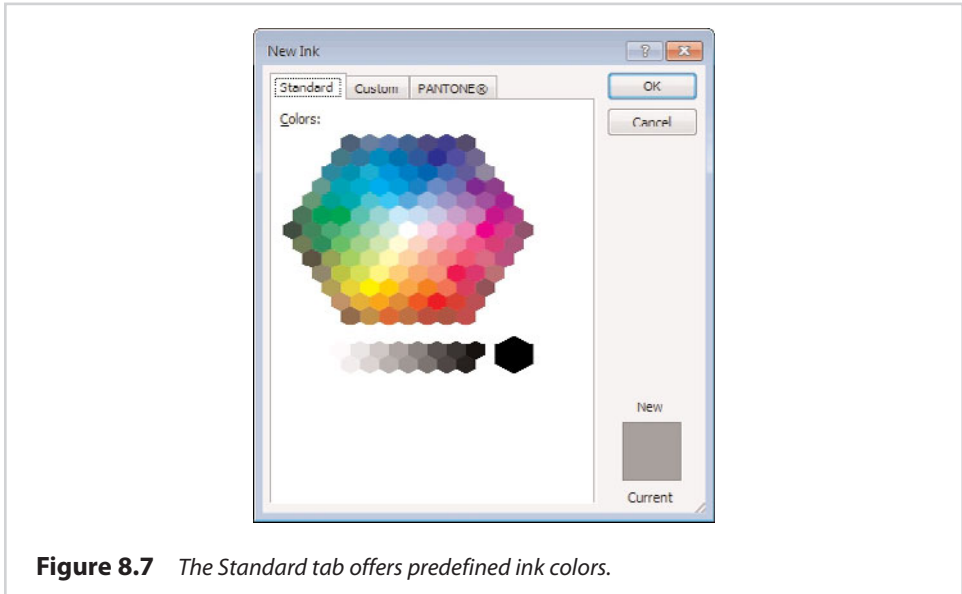 New Ink
Standard Custom PANTONE®
OK
Colors:
Cancel
New
Current
Figure 8.7 The Standard tab offers predefined ink colors.